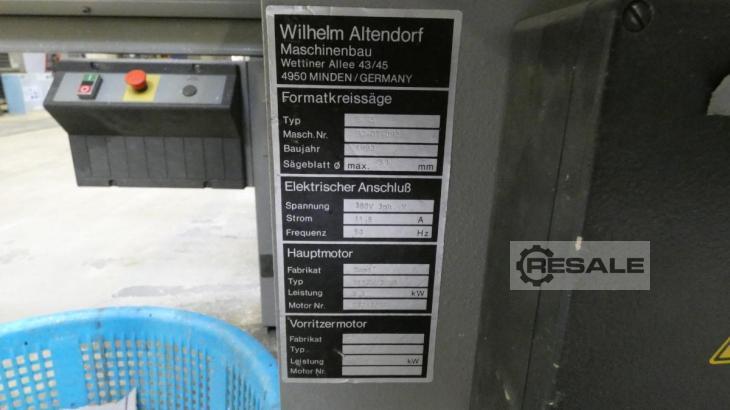 Wilhelm Altendorf
Maschinenbau
Wettiner Allee 43/45
4950 MINDEN/GERMANY
Formatkreissäge
Typ
Masch.Nr.
Baujahr
Sägeblatt ø max. mm
Elektrischer Anschluß
Spannung 380V
Strom A
Frequenz 50 Hz
Hauptmotor
Fabrikat
Typ
Leistung kW
Motor Nr.
Vorritzermotor
Fabrikat
Typ
Leistung kW
Motor Nr.
RESALE